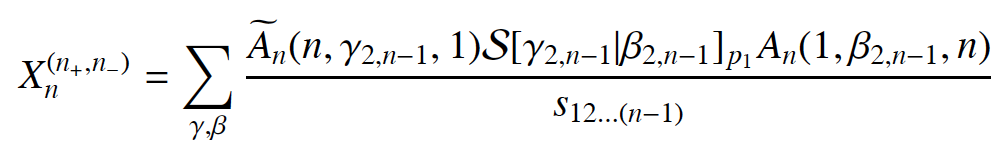 X_n^{(n_+,n_-)} = \sum_{\gamma,\beta} \frac{\widetilde{A}_n(n, \gamma_{2,n-1}, 1) \mathcal{S}[\gamma_{2,n-1}|\beta_{2,n-1}]_{p_1} A_n(1, \beta_{2,n-1}, n)}{s_{12...(n-1)}}